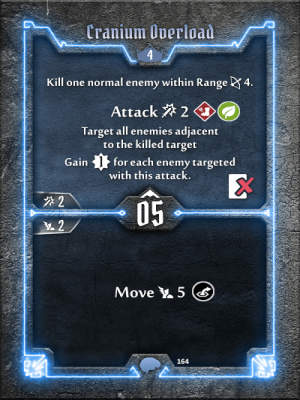 Cranium Overload
4
Kill one normal enemy within Range 4.
Attack 2
Target all enemies adjacent
to the killed target
Gain 1 for each enemy targeted
with this attack.
2
05
2
Move 5
164